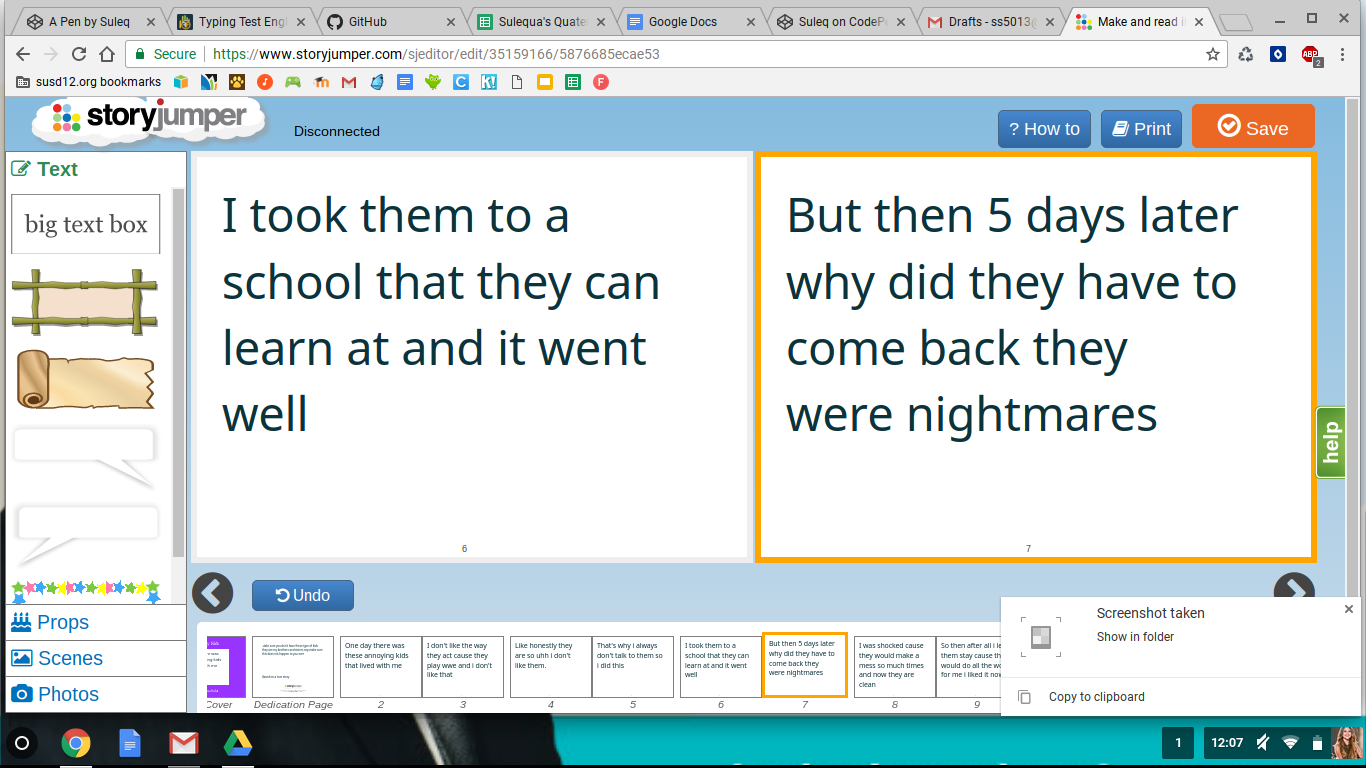 A Pen by Suleq
Typing Test Engl
GitHub
Sulequa's Quate
Google Docs
Suleq on CodeP
Drafts - ss5013@
Make and read il
Secure
https://www.storyjumper.com/sjeditor/edit/35159166/5876685ecae53
ABP
2
susd12.org bookmarks
storyjumper
Disconnected
? How to
Print
Save
Text
big text box
I took them to a
school that they can
learn at and it went
well
6
But then 5 days later
why did they have to
come back they
were nightmares
7
help
Undo
Props
Scenes
Photos
One day there was
these annoying kids
that lived with me
I don't like the way
they act cause they
play wwe and i don't
like that
Like honestly they
are so uhh i don't
like them.
That's why i always
don't talk to them so
i did this
I took them to a
school that they can
learn at and it went
well
But then 5 days later
why did they have to
come back they
were nightmares
I was shocked cause
they would make a
mess so much times
and now they are
clean
So then after all i le
them stay cause th
would do all the wo
for me i liked it now
Cover
Dedication Page
2
3
4
5
6
7
8
9
Screenshot taken
Show in folder
Copy to clipboard
1
12:07